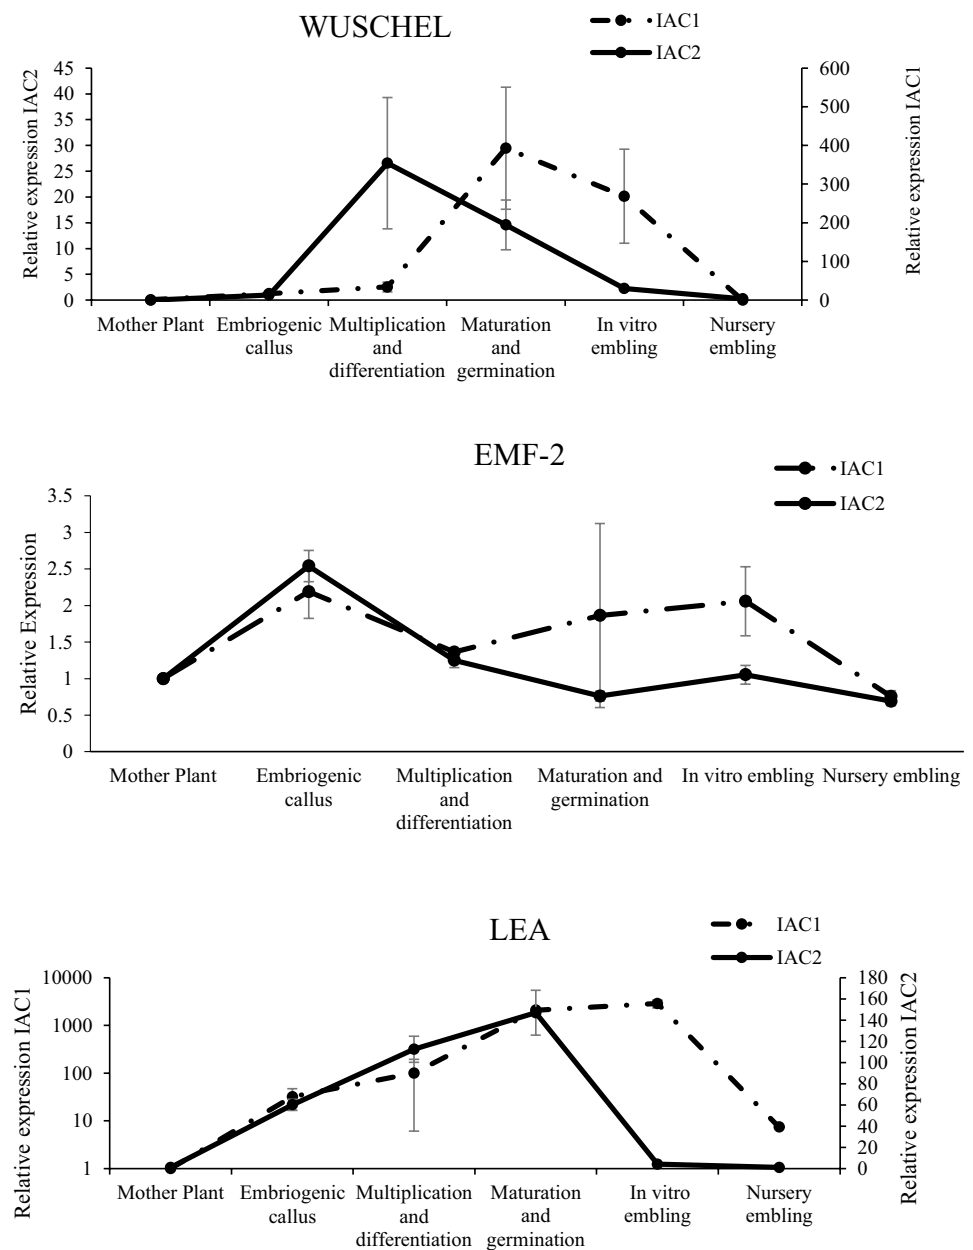 WUSCHEL
IAC1
IAC2
Relative expression IAC2
45
40
35
30
25
20
15
10
5
0
600
500
400
300
200
100
0
Relative expression IAC1
Mother Plant
Embriogenic
callus
Multiplication
and
differentiation
Maturation
and
germination
In vitro
embling
Nursery
embling
EMF-2
IAC1
IAC2
Relative Expression
3.5
3
2.5
2
1.5
1
0.5
0
Mother Plant
Embriogenic
callus
Multiplication
and
differentiation
Maturation and
germination
In vitro embling
Nursery embling
LEA
IAC1
IAC2
Relative expression IAC1
10000
1000
100
10
1
180
160
140
120
100
80
60
40
20
0
Relative expression IAC2
Mother Plant
Embriogenic
callus
Multiplication
and
differentiation
Maturation
and
germination
In vitro
embling
Nursery
embling